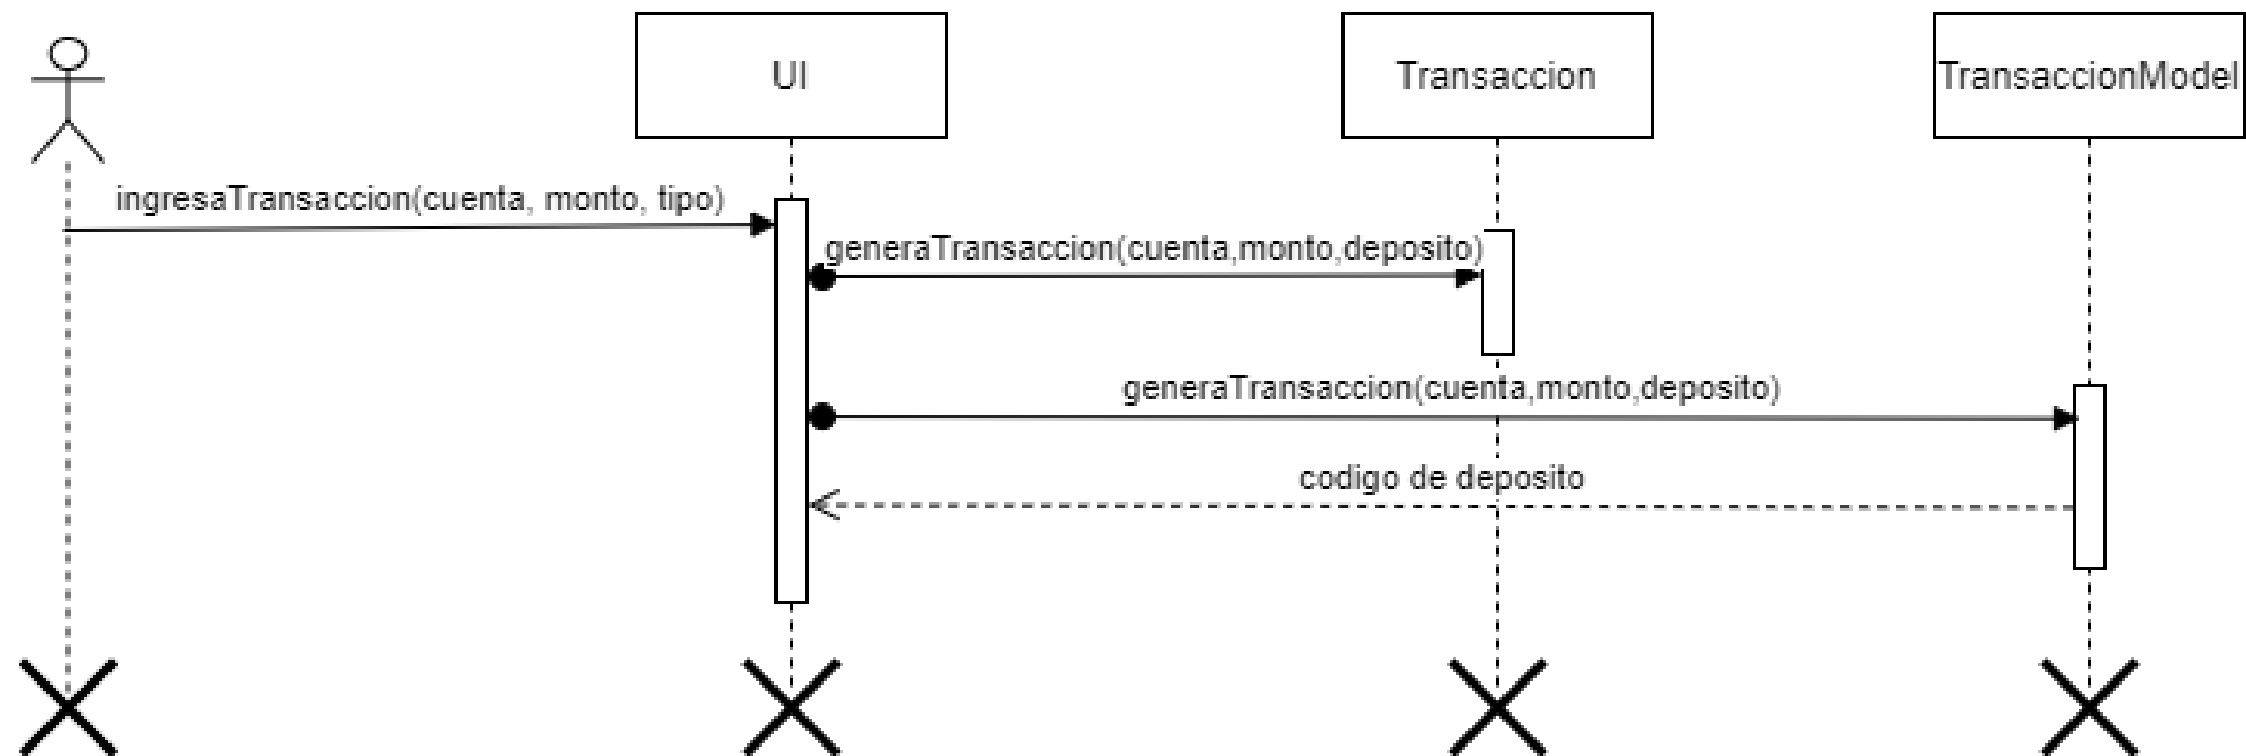 UI
Transaccion
TransaccionModel
ingresaTransaccion(cuenta, monto, tipo)
generaTransaccion(cuenta,monto,deposito)
generaTransaccion(cuenta,monto,deposito)
codigo de deposito